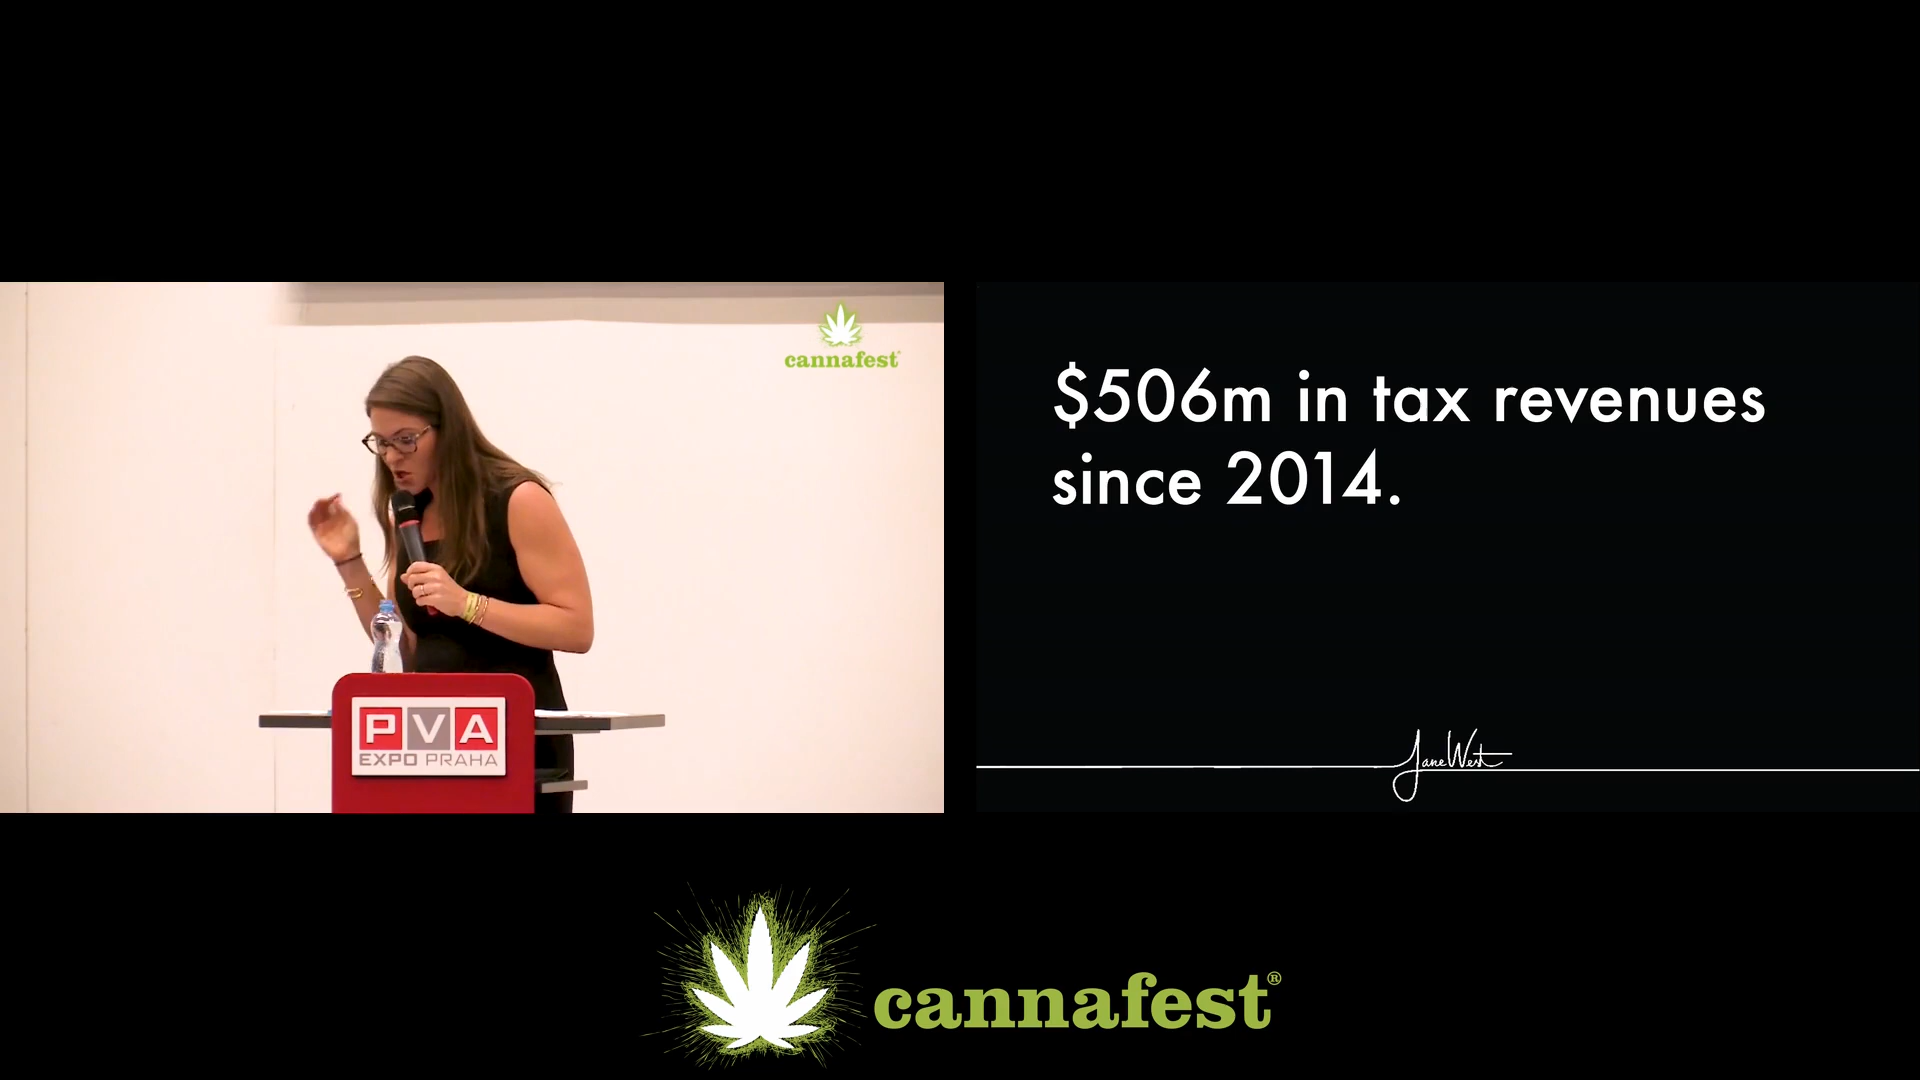 cannafest
$506m in tax revenues
since 2014.
PVA
EXPO PRAHA
Jane West
cannafest®